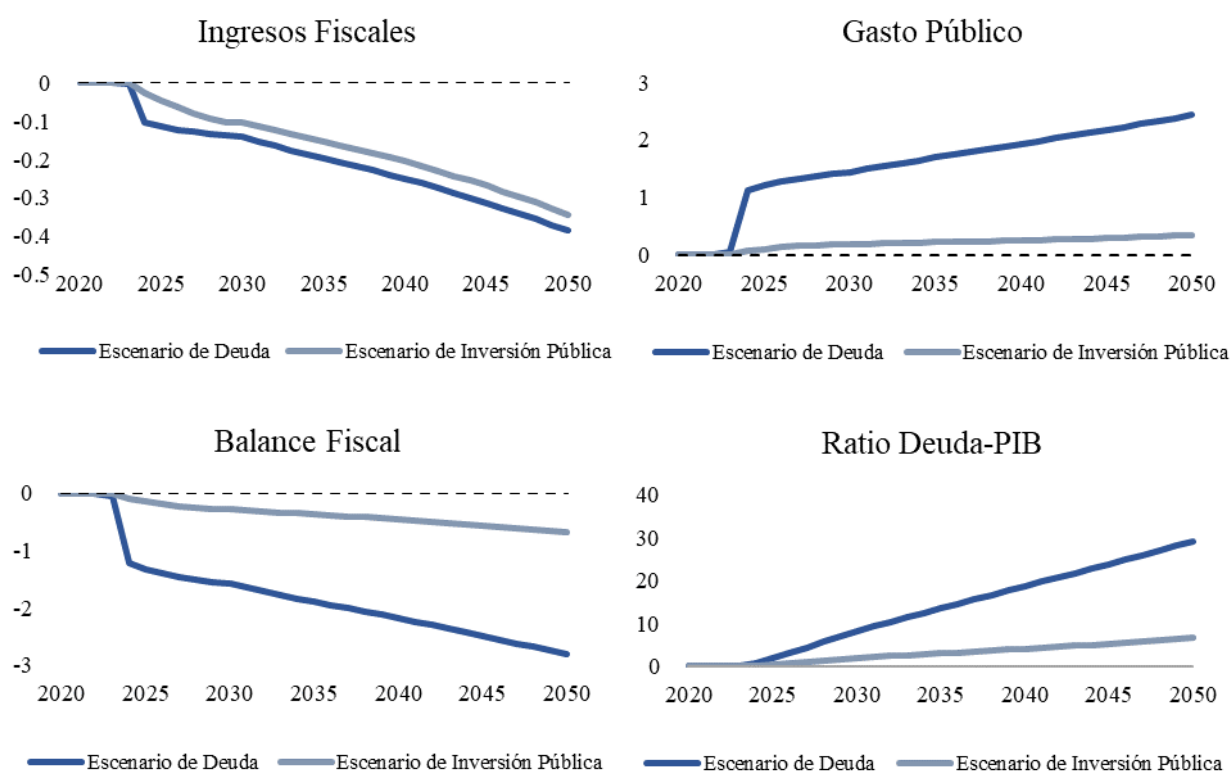 Ingresos Fiscales
0
-0.1
-0.2
-0.3
-0.4
-0.5
2020 2025 2030 2035 2040 2045 2050
Escenario de Deuda Escenario de Inversión Pública
Gasto Público
3
2
1
0
2020 2025 2030 2035 2040 2045 2050
Escenario de Deuda Escenario de Inversión Pública
Balance Fiscal
0
-1
-2
-3
2020 2025 2030 2035 2040 2045 2050
Escenario de Deuda Escenario de Inversión Pública
Ratio Deuda-PIB
40
30
20
10
0
2020 2025 2030 2035 2040 2045 2050
Escenario de Deuda Escenario de Inversión Pública